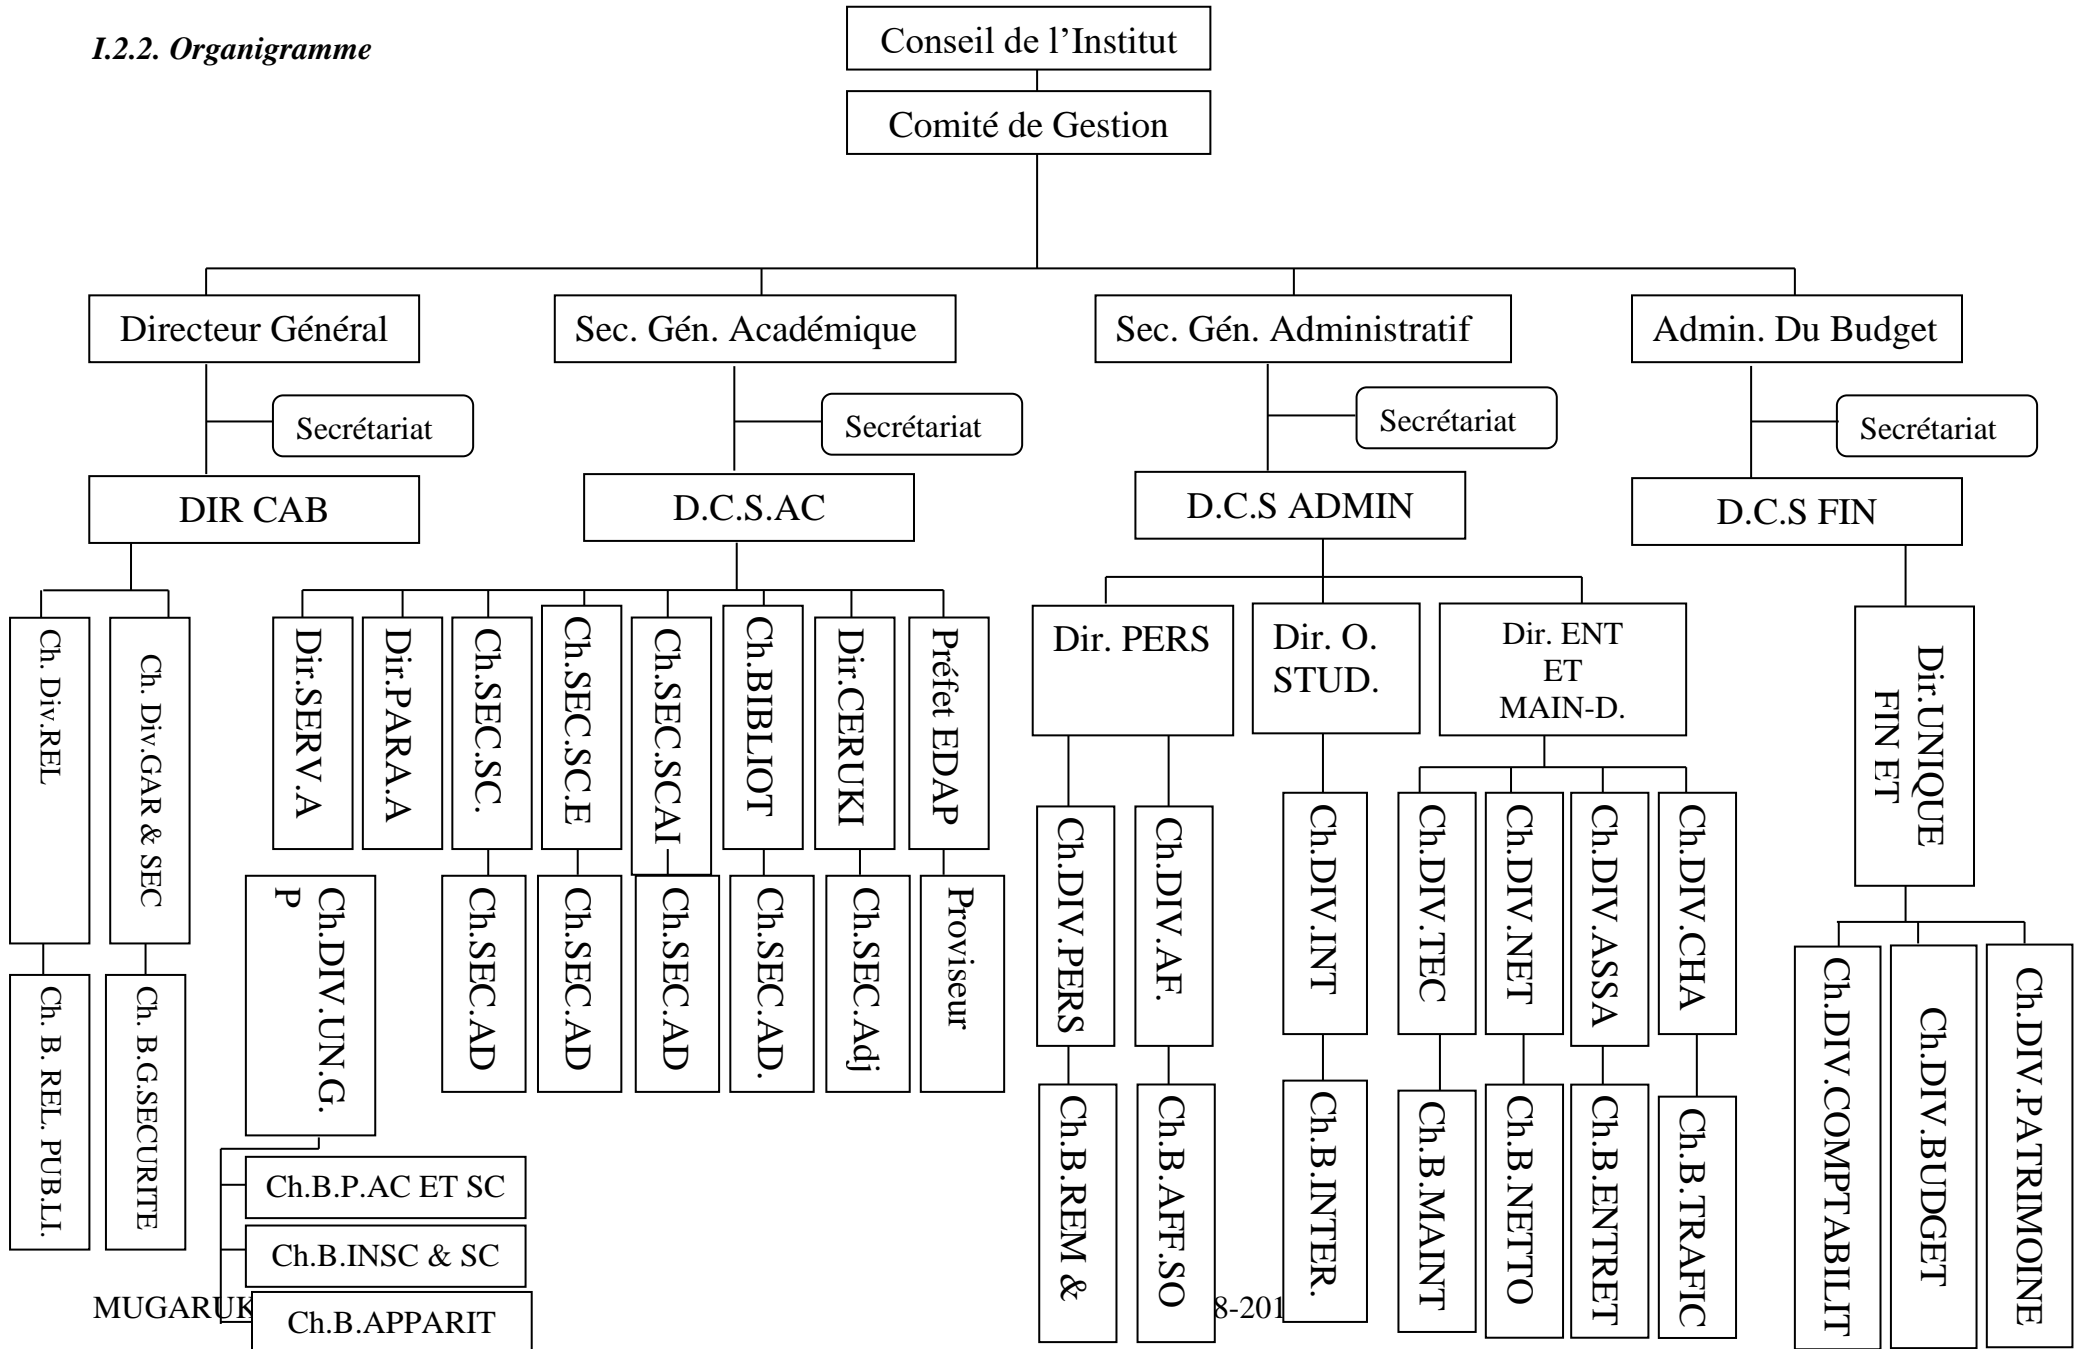 I.2.2. Organigramme
Conseil de l’Institut
Comité de Gestion
Directeur Général
Sec. Gén. Académique
Sec. Gén. Administratif
Admin. Du Budget
Secrétariat
Secrétariat
Secrétariat
Secrétariat
DIR CAB
D.C.S.AC
D.C.S ADMIN
D.C.S FIN
Ch. Div.REL
Ch. Div.GAR & SEC
Dir.SERV.A
Dir.PARA.A
Ch.SEC.SC.
Ch.SEC.SC.E
Ch.SEC.SCAI
Ch.BIBLIOT
Dir.CERUKI
Préfet EDAP
Dir. PERS
Dir. O.
STUD.
Dir. ENT
ET
MAIN-D.
Dir.UNIQUE
FIN ET
Ch.DIV.PERS
Ch.DIV.AF.
Ch.DIV.INT
Ch.DIV.TEC
Ch.DIV.NET
Ch.DIV.ASSA
Ch.DIV.CHA
Ch.DIV.UN.G.
P
Ch.SEC.AD
Ch.SEC.AD
Ch.SEC.AD
Ch.SEC.AD.
Ch.SEC.Adj
Proviseur
Ch. B. REL. PUB.LI.
Ch. B.G.SECURITE
Ch.DIV.COMPTABILIT
Ch.DIV.BUDGET
Ch.DIV.PATRIMOINE
Ch.B.REM &
Ch.B.AFF.SO
Ch.B.INTER.
Ch.B.MAINT
Ch.B.NETTO
Ch.B.ENTRET
Ch.B.TRAFIC
Ch.B.P.AC ET SC
Ch.B.INSC & SC
Ch.B.APPARIT
MUGARUK 8-201